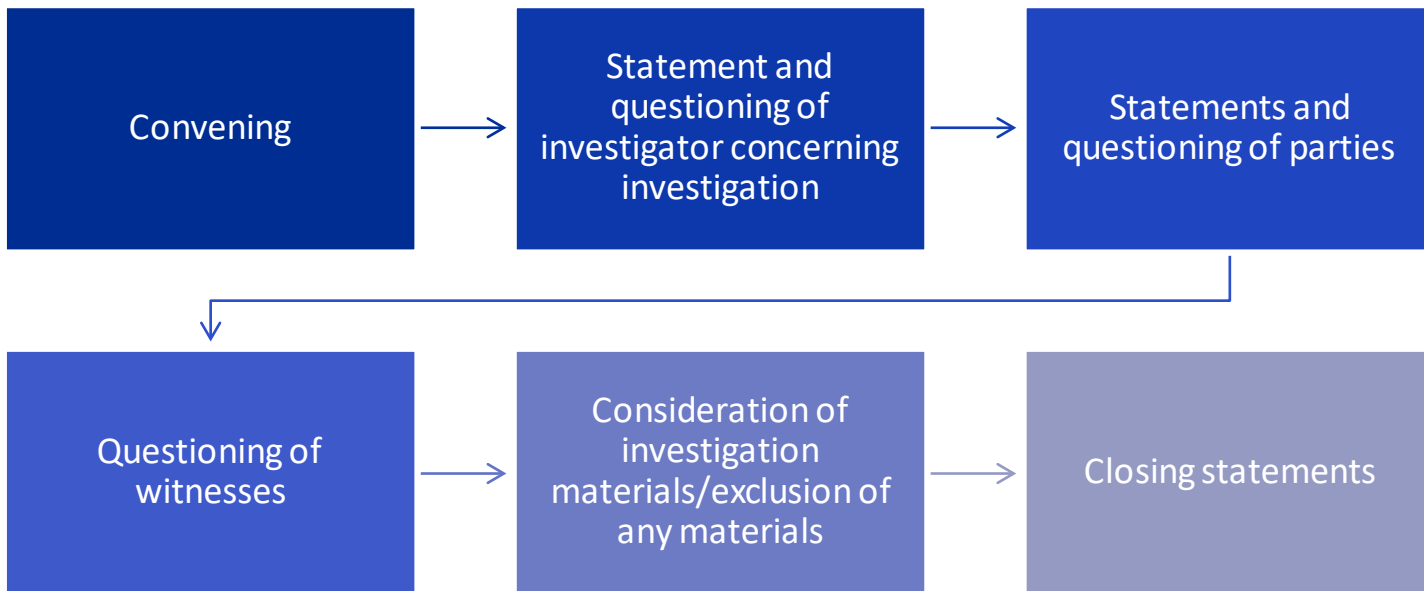 Convening
Statement and
questioning of
investigator concerning
investigation
Statements and
questioning of parties
Questioning of
witnesses
Consideration of
investigation
materials/exclusion of
any materials
Closing statements